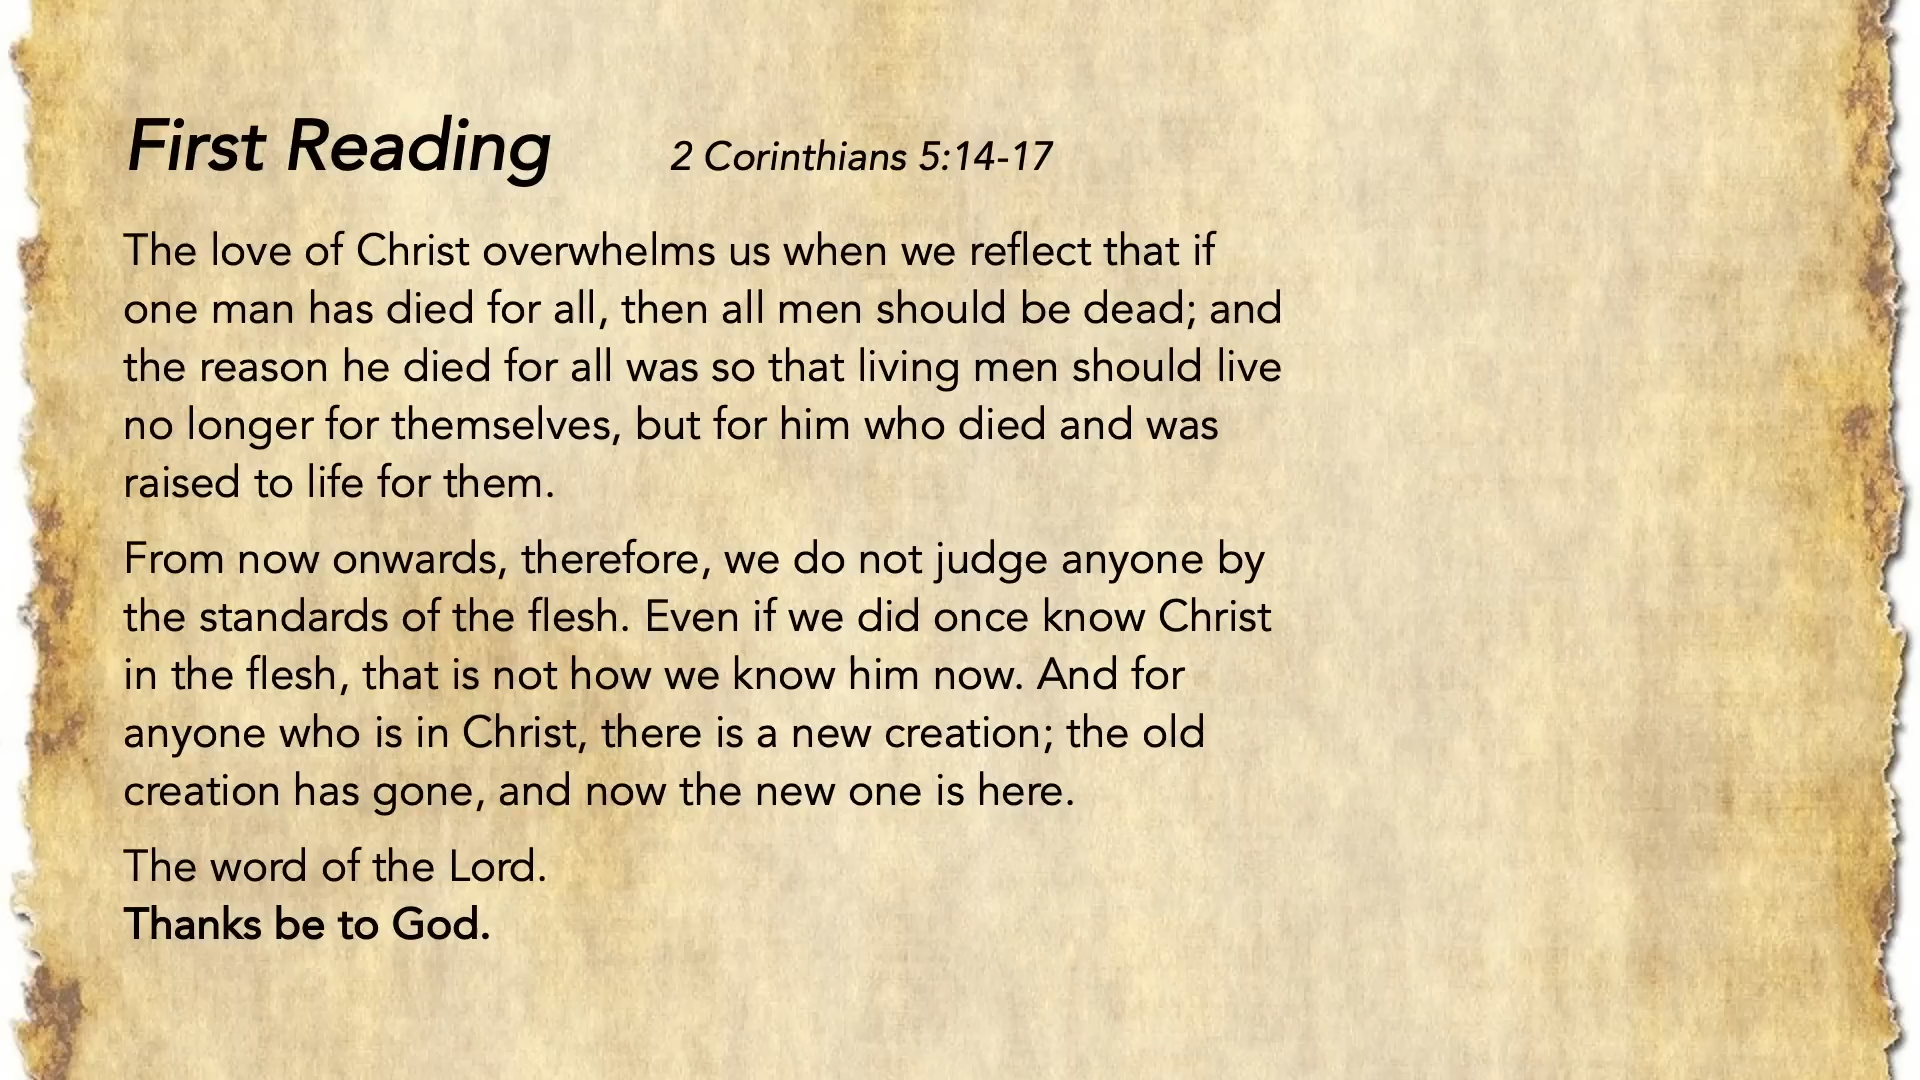 First Reading 2 Corinthians 5:14-17
The love of Christ overwhelms us when we reflect that if
one man has died for all, then all men should be dead; and
the reason he died for all was so that living men should live
no longer for themselves, but for him who died and was
raised to life for them.
From now onwards, therefore, we do not judge anyone by
the standards of the flesh. Even if we did once know Christ
in the flesh, that is not how we know him now. And for
anyone who is in Christ, there is a new creation; the old
creation has gone, and now the new one is here.
The word of the Lord.
Thanks be to God.